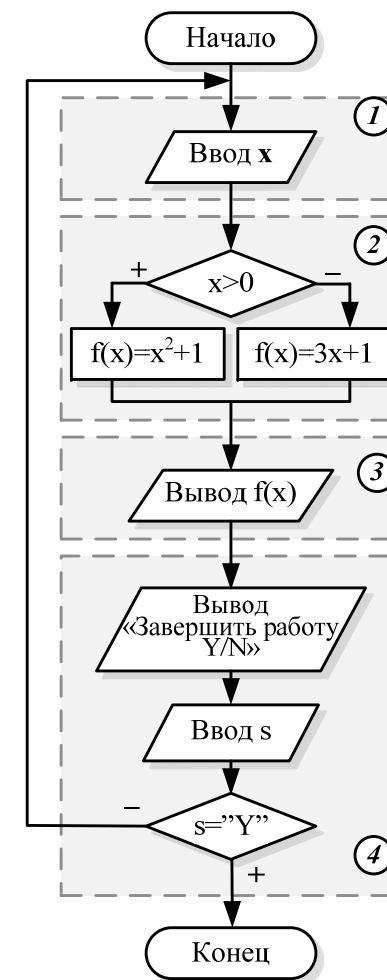 Начало
1
Ввод x
2
+
x>0
–
f(x)=x²+1
f(x)=3x+1
3
Вывод f(x)
Вывод
«Завершить работу
Y/N»
Ввод s
–
s=”Y”
+
4
Конец